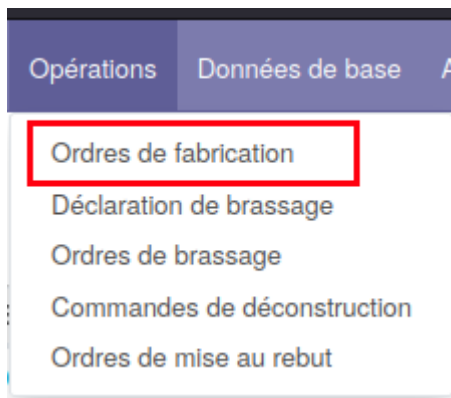 Opérations Données de base A
Ordres de fabrication
Déclaration de brassage
Ordres de brassage
Commandes de déconstruction
Ordres de mise au rebut